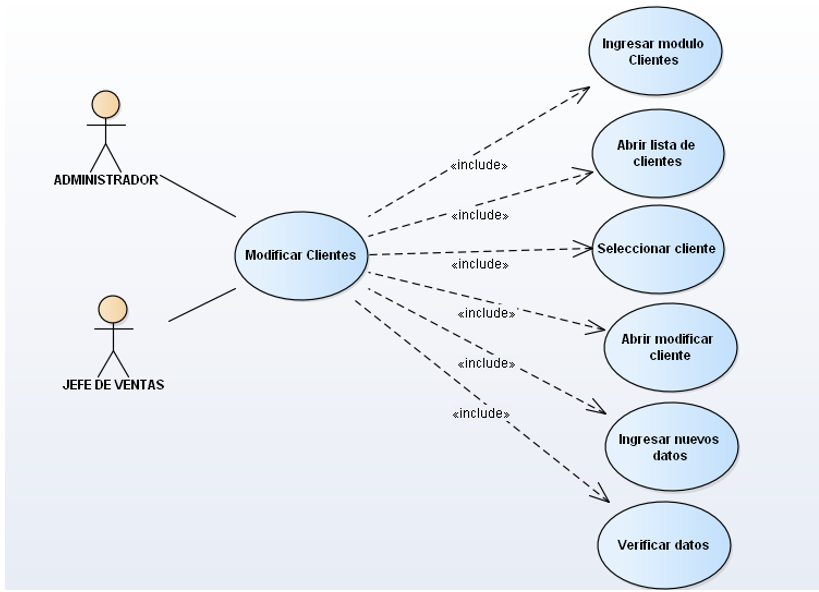 Ingresar modulo
Clientes
ADMINISTRADOR
«include»
Abrir lista de
clientes
«include»
Modificar Clientes
Seleccionar cliente
«include»
JEFE DE VENTAS
«include»
Abrir modificar
cliente
«include»
Ingresar nuevos
datos
«include»
Verificar datos